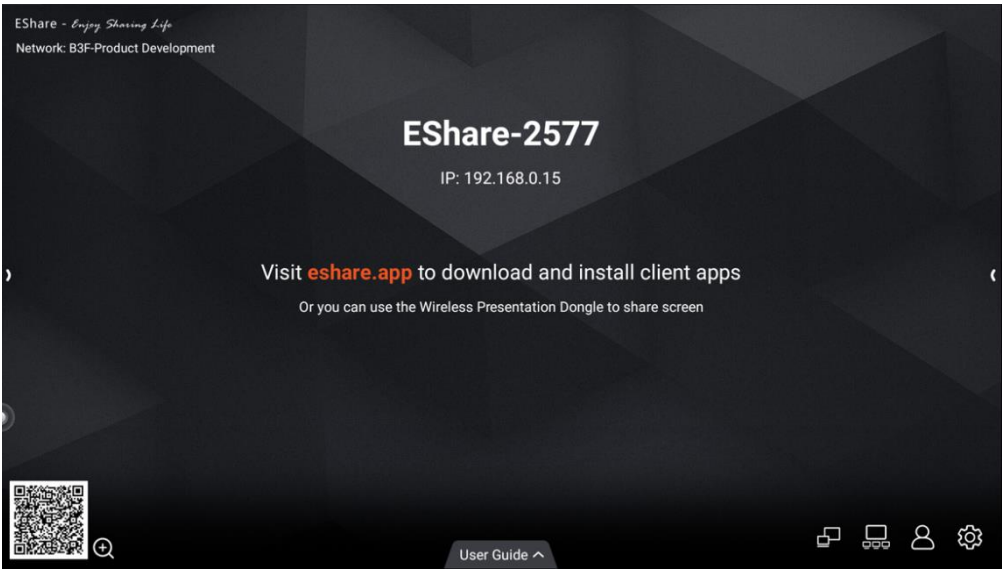 EShare - Enjoy Sharing Life
Network: B3F-Product Development
EShare-2577
IP: 192.168.0.15
Visit eshare.app to download and install client apps
Or you can use the Wireless Presentation Dongle to share screen
User Guide